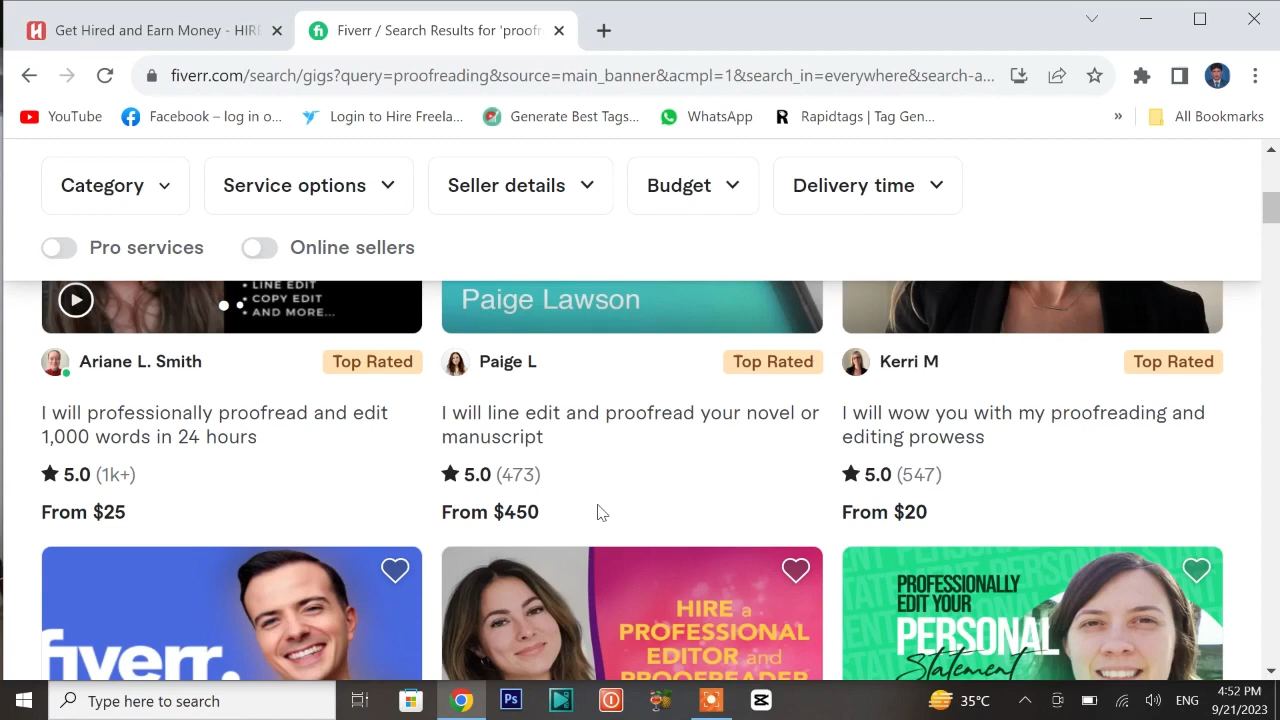 Get Hired and Earn Money - HIR
Fiverr / Search Results for 'proof
fiverr.com/search/gigs?query=proofreading&source=main_banner&acmpl=1&search_in=everywhere&search-a...
YouTube
Facebook – log in o...
Login to Hire Freela...
Generate Best Tags...
WhatsApp
Rapidtags | Tag Gen...
»
All Bookmarks
Category
Service options
Seller details
Budget
Delivery time
Pro services
Online sellers
• LINE EDIT
• COPY EDIT
• AND MORE...
Paige Lawson
Ariane L. Smith
Top Rated
Paige L
Top Rated
Kerri M
Top Rated
I will professionally proofread and edit
1,000 words in 24 hours
I will line edit and proofread your novel or
manuscript
I will wow you with my proofreading and
editing prowess
5.0 (1k+)
5.0 (473)
5.0 (547)
From $25
From $450
From $20
fiverr.
HIRE a
PROFESSIONAL
EDITOR and
PROOFREADER
PROFESSIONALLY
EDIT YOUR
PERSONAL
Statement
Type here to search
Ps
35°C
ENG
4:52 PM
9/21/2023